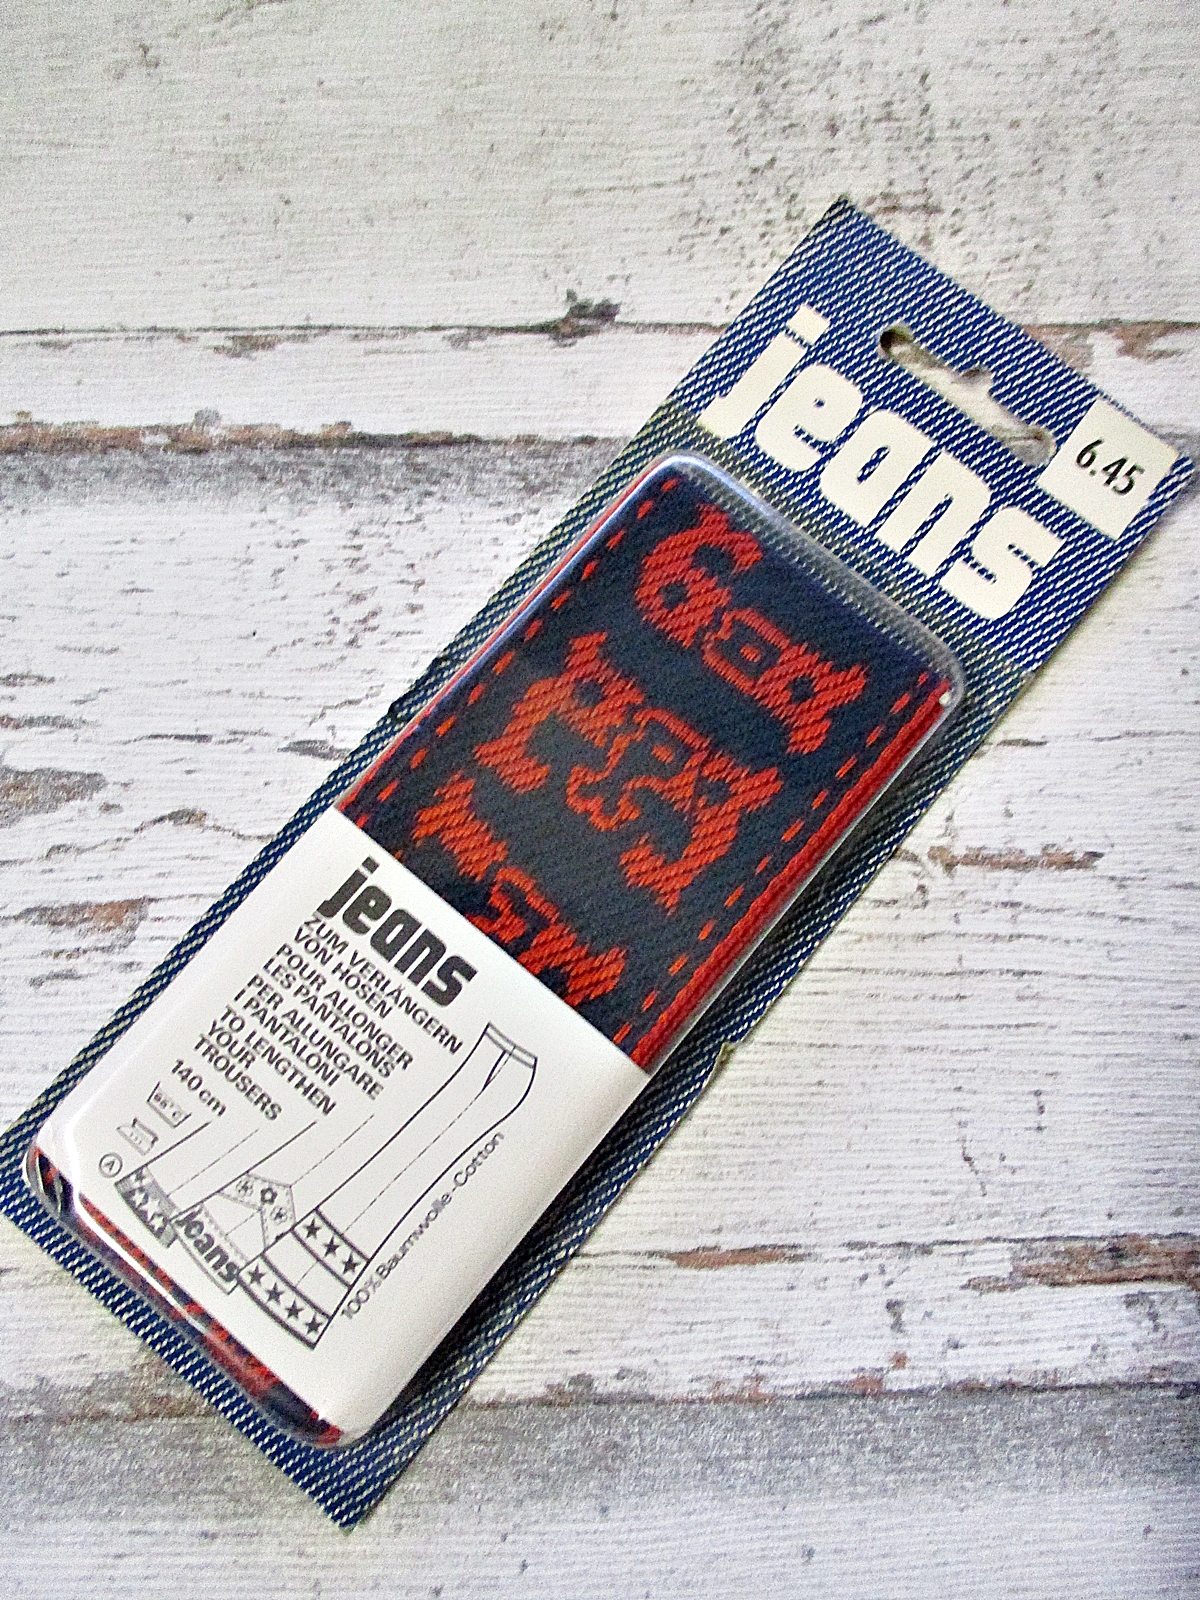 jeans
6.45
jeans
ZUM VERLÄNGERN
VON HOSEN
POUR ALLONGER
LES PANTALONS
PER ALLUNGARE
I PANTALONI
TO LENGTHEN
YOUR
TROUSERS
140 cm
A
jeans
100% Baumwolle-Cotton